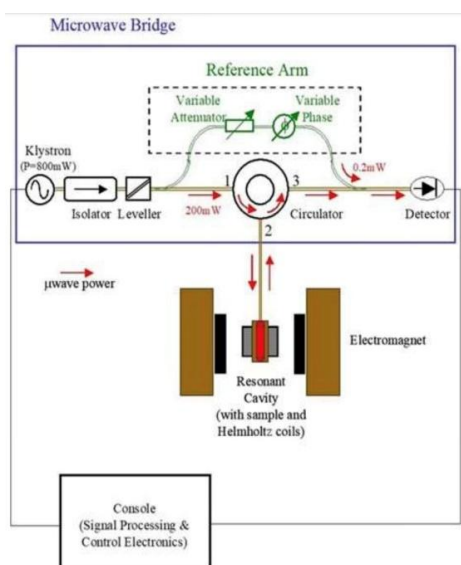 Microwave Bridge
Reference Arm
Variable
Attenuator
Variable
Phase
ϕ
Klystron
(P=800mW)
Isolator
Leveller
1
3
0.2mW
200mW
Circulator
Detector
2
μwave power
Electromagnet
Resonant
Cavity
(with sample and
Helmholtz coils)
Console
(Signal Processing &
Control Electronics)